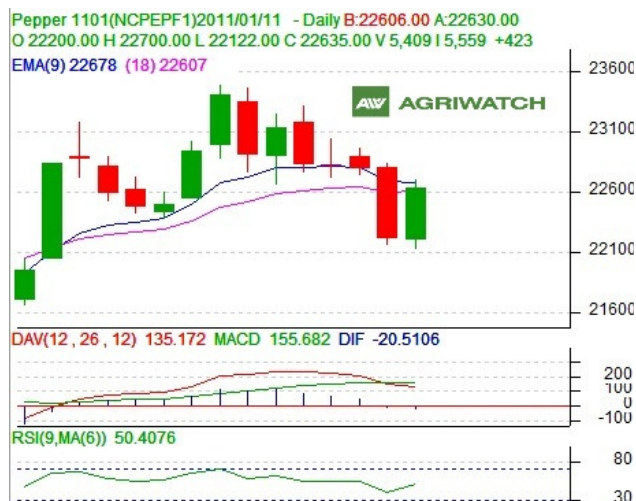 Pepper 1101(NCPEPF1)2011/01/11 - Daily B:22606.00 A:22630.00
O 22200.00 H 22700.00 L 22122.00 C 22635.00 V 5,409 I 5,559 +423
EMA(9) 22678 (18) 22607
23600
AW AGRIWATCH
23100
22600
22100
21600
DAV(12 , 26 , 12) 135.172 MACD 155.682 DIF -20.5106
200
100
0
-100
RSI(9,MA(6)) 50.4076
80
30